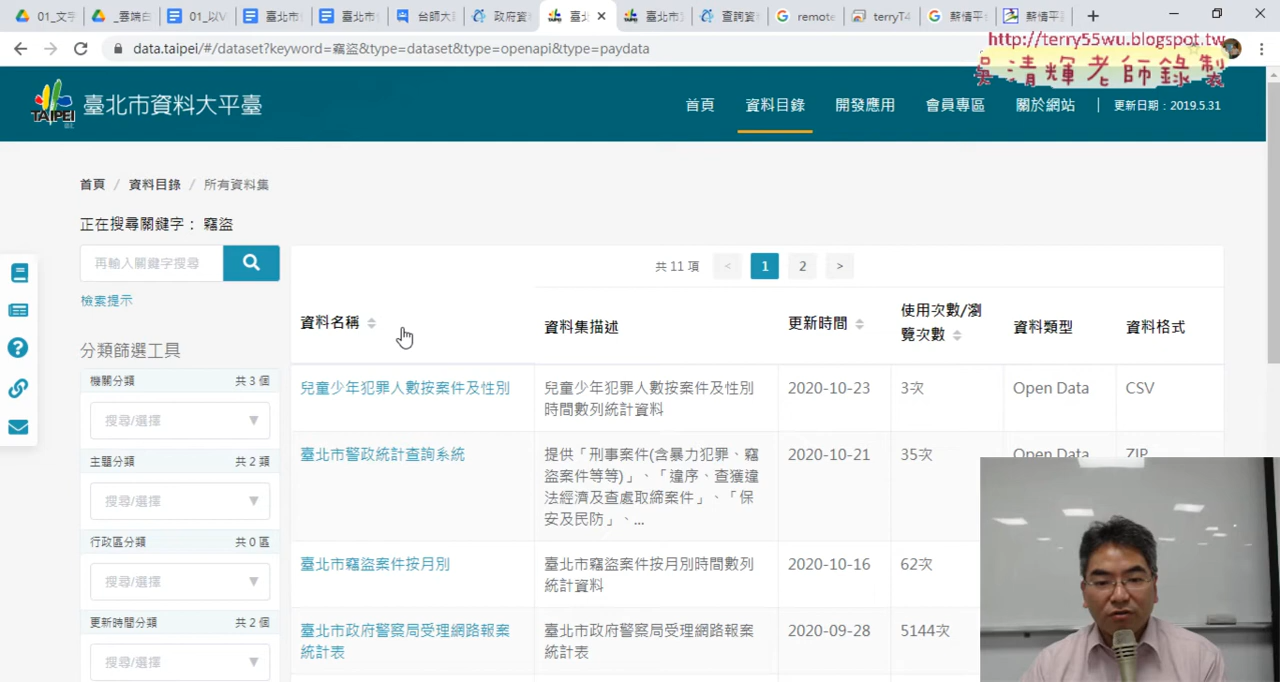 01_文字
_雲端白
01_以V
臺北市
臺北市
台師大
政府資
臺北
臺北市
查詢資
remote
terryT4
蘇情平
蘇情平
data.taipei/#/dataset?keyword=竊盜&type=dataset&type=openapi&type=paydata
http://terry55wu.blogspot.tw
吳清輝老師錄製
TAIPEI
臺北市資料大平臺
首頁 資料目錄 開發應用 會員專區 關於網站 | 更新日期：2019.5.31
首頁 / 資料目錄 / 所有資料集
正在搜尋關鍵字： 竊盜
再輸入關鍵字搜尋
檢索提示
分類篩選工具
機關分類 共 3 個
搜尋/選擇
主題分類 共 2 類
搜尋/選擇
行政區分類 共 0 區
搜尋/選擇
更新時間分類 共 2 個
搜尋/選擇
共 11 項 < 1 2 >
資料名稱 資料集描述 更新時間 使用次數/瀏
覽次數 資料類型 資料格式
兒童少年犯罪人數按案件及性別 兒童少年犯罪人數按案件及性別 2020-10-23 3次 Open Data CSV
時間數列統計資料
臺北市警政統計查詢系統 提供「刑事案件(含暴力犯罪、竊 2020-10-21 35次 Open Data ZIP
盜案件等等)」、「違序、查獲違
法經濟及查處取締案件」、「保
安及民防」、...
臺北市竊盜案件按月別 臺北市竊盜案件按月別時間數列 2020-10-16 62次
統計資料
臺北市政府警察局受理網路報案 臺北市政府警察局受理網路報案 2020-09-28 5144次
統計表 統計表